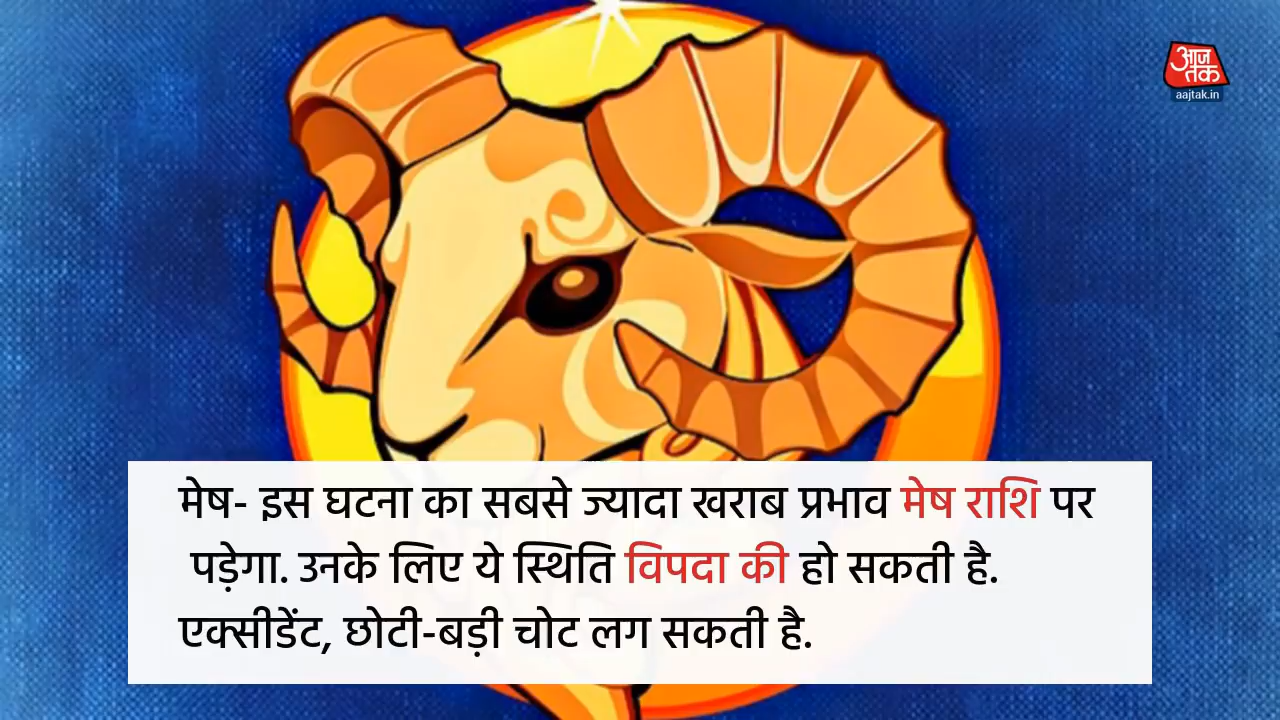 आज
तक
aajtak.in
मेष- इस घटना का सबसे ज्यादा खराब प्रभाव मेष राशि पर
पड़ेगा. उनके लिए ये स्थिति विपदा की हो सकती है.
एक्सीडेंट, छोटी-बड़ी चोट लग सकती है.